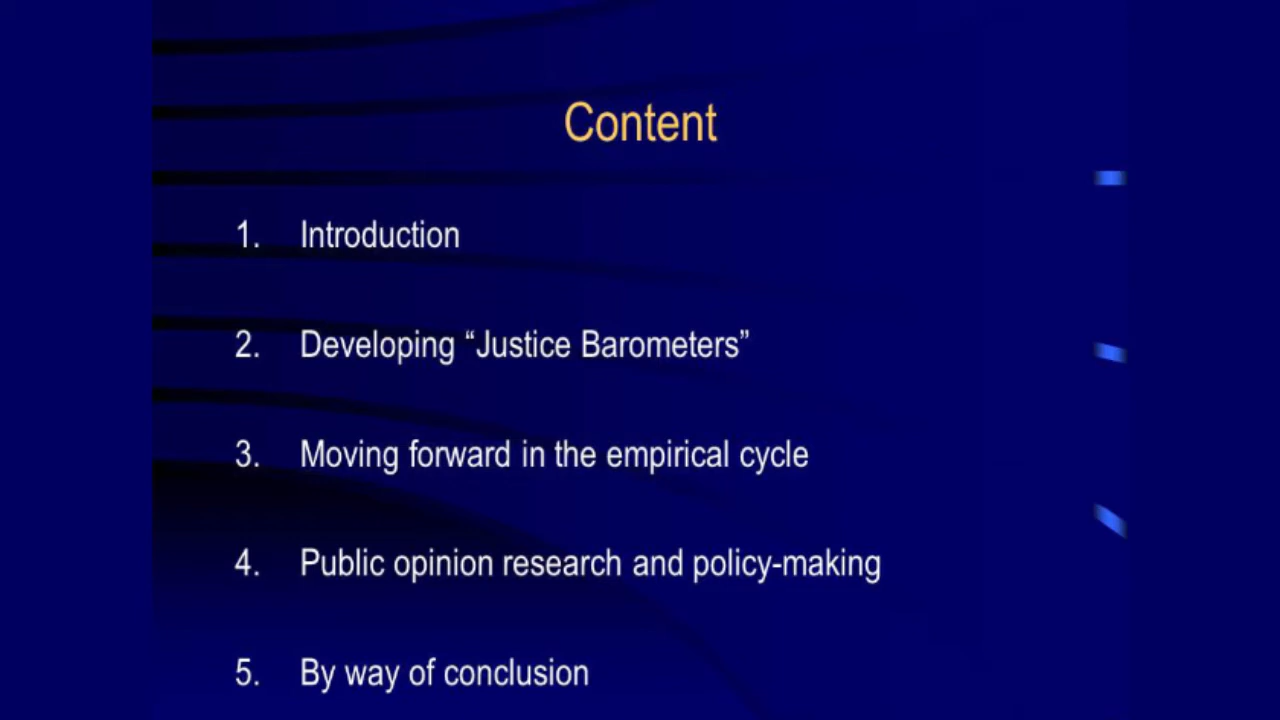 Content
1. Introduction
2. Developing “Justice Barometers”
3. Moving forward in the empirical cycle
4. Public opinion research and policy-making
5. By way of conclusion